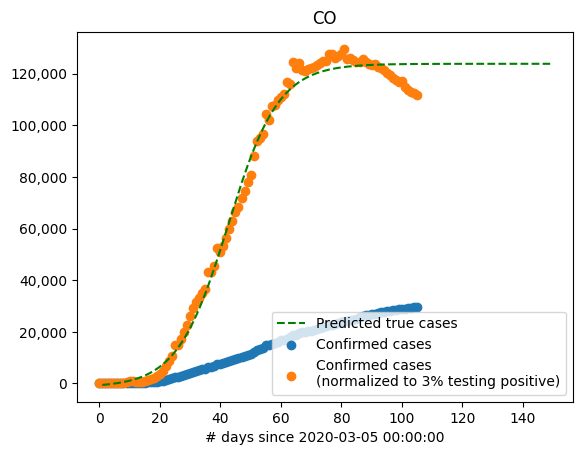 CO
120,000
100,000
80,000
60,000
40,000
20,000
0
Predicted true cases
Confirmed cases
Confirmed cases
(normalized to 3% testing positive)
0 20 40 60 80 100 120 140
# days since 2020-03-05 00:00:00